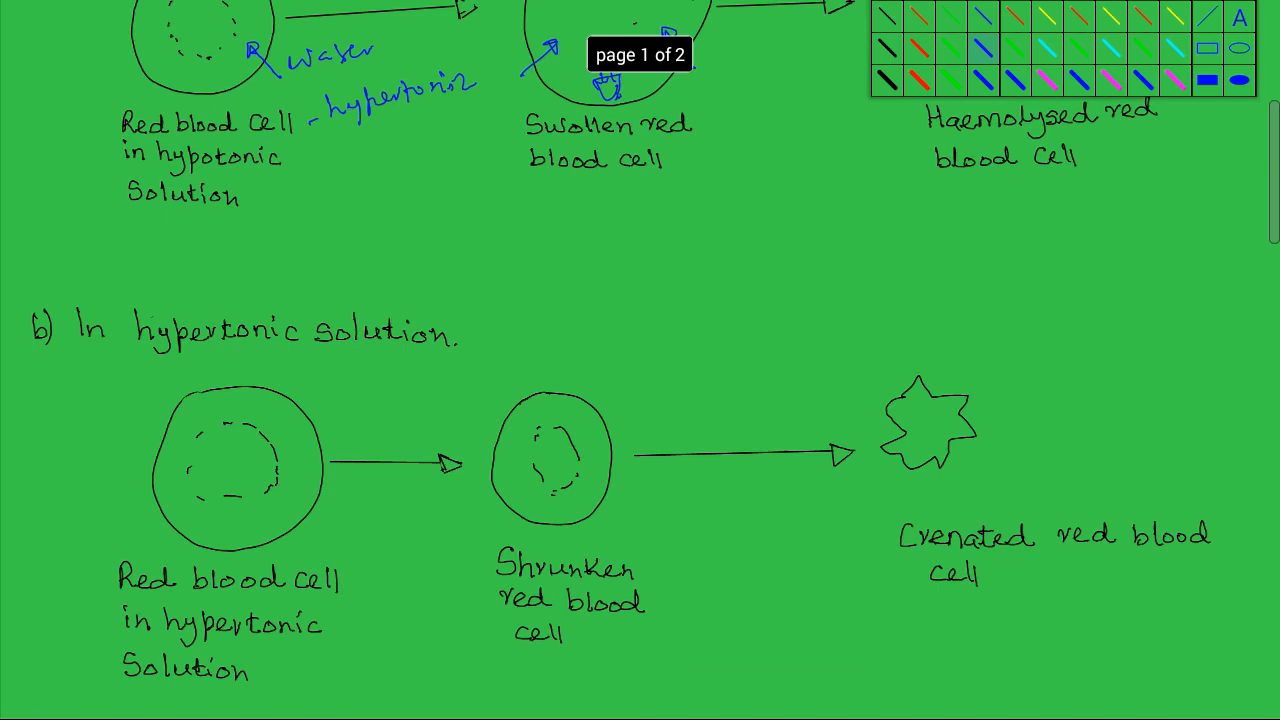 water
hypertonic
page 1 of 2
A
Red blood cell
in hypotonic
Solution
Swollen red
blood cell
Haemolysed red
blood cell
b) In hypertonic solution.
Red blood cell
in hypertonic
Solution
Shrunken
red blood
cell
Crenated red blood
cell